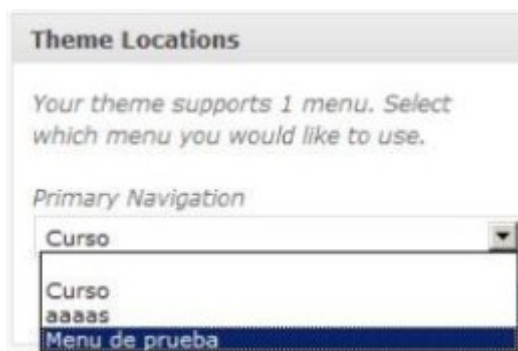 Theme Locations
Your theme supports 1 menu. Select
which menu you would like to use.
Primary Navigation
Curso
Curso
aaaas
Menu de prueba